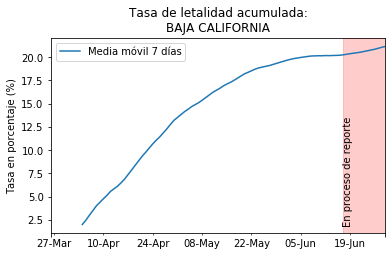 Tasa de letalidad acumulada:
BAJA CALIFORNIA
Media móvil 7 días
Tasa en porcentaje (%)
20.0
17.5
15.0
12.5
10.0
7.5
5.0
2.5
En proceso de reporte
27-Mar 10-Apr 24-Apr 08-May 22-May 05-Jun 19-Jun